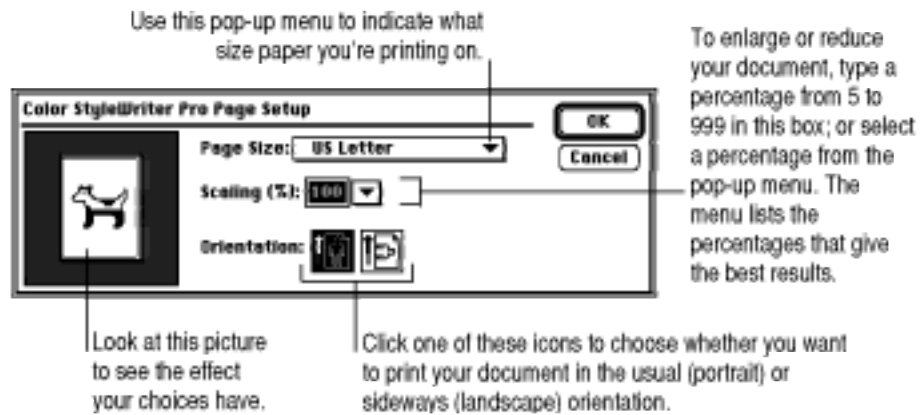 Use this pop-up menu to indicate what
size paper you're printing on.
To enlarge or reduce
your document, type a
percentage from 5 to
999 in this box; or select
a percentage from the
pop-up menu. The
menu lists the
percentages that give
the best results.
Color StyleWriter Pro Page Setup
Page Size: US Letter
OK
Cancel
Scaling (%): 100
Orientation:
Look at this picture
to see the effect
your choices have.
Click one of these icons to choose whether you want
to print your document in the usual (portrait) or
sideways (landscape) orientation.